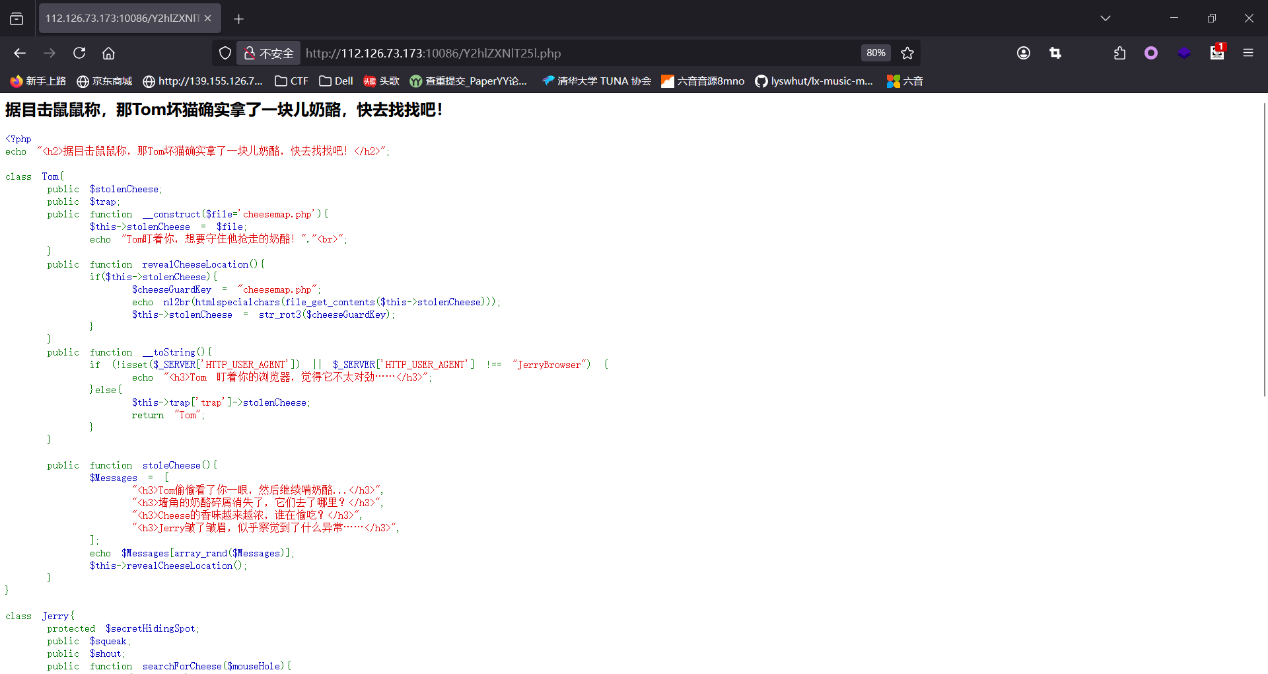 112.126.73.173:10086/Y2hlZXNlT
不安全
http://112.126.73.173:10086/Y2hlZXNlT25l.php
80%
1
新手上路 京东商城 http://139.155.126.7... CTF Dell 头歌 查重提交_PaperYY论... 清华大学 TUNA 协会 六音音源8mno lyswhut/lx-music-m... 六音
据目击鼠鼠称，那Tom坏猫确实拿了一块儿奶酪，快去找找吧！
<?php
echo "<h2>据目击鼠鼠称，那Tom坏猫确实拿了一块儿奶酪，快去找找吧！</h2>";
class Tom{
public $stolenCheese;
public $trap;
public function __construct($file='cheesemap.php'){
$this->stolenCheese = $file;
echo "Tom盯着你，想要守住他抢走的奶酪！"."<br>";
}
public function revealCheeseLocation(){
if($this->stolenCheese){
$cheeseGuardKey = "cheesemap.php";
echo nl2br(htmlspecialchars(file_get_contents($this->stolenCheese)));
$this->stolenCheese = str_rot3($cheeseGuardKey);
}
}
public function __toString(){
if (!isset($_SERVER['HTTP_USER_AGENT']) || $_SERVER['HTTP_USER_AGENT'] !== "JerryBrowser") {
echo "<h3>Tom 盯着你的浏览器，觉得它不太对劲……</h3>";
}else{
$this->trap['trap']->stolenCheese;
return "Tom";
}
}
public function stoleCheese(){
$Messages = [
"<h3>Tom偷偷看了你一眼，然后继续啃奶酪...</h3>",
"<h3>墙角的奶酪碎屑消失了，它们去了哪里？</h3>",
"<h3>Cheese的香味越来越浓，谁在偷吃？</h3>",
"<h3>Jerry皱了皱眉，似乎察觉到了什么异常……</h3>",
];
echo $Messages[array_rand($Messages)];
$this->revealCheeseLocation();
}
}
class Jerry{
protected $secretHidingSpot;
public $squeak;
public $shout;
public function searchForCheese($mouseHole){